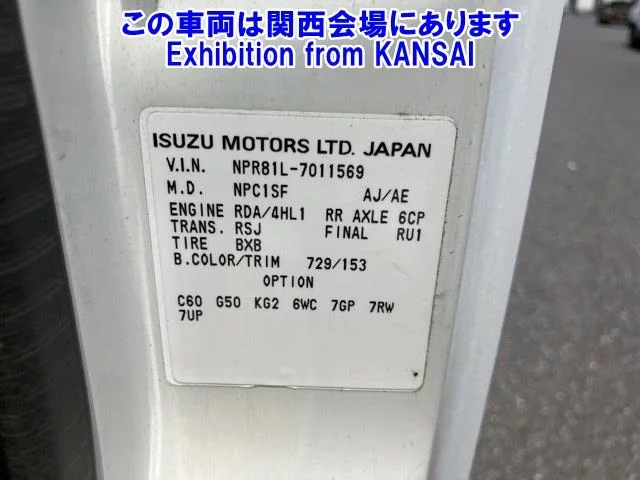 この車両は関西会場にあります
Exhibition from KANSAI
ISUZU MOTORS LTD. JAPAN
V.I.N. NPR81L-7011569
M.D. NPC1SF AJ/AE
ENGINE RDA/4HL1 RR AXLE 6CP
TRANS. RSJ FINAL RU1
TIRE BXB
B.COLOR/TRIM 729/153
OPTION
C60 G50 KG2 6WC 7GP 7RW
7UP